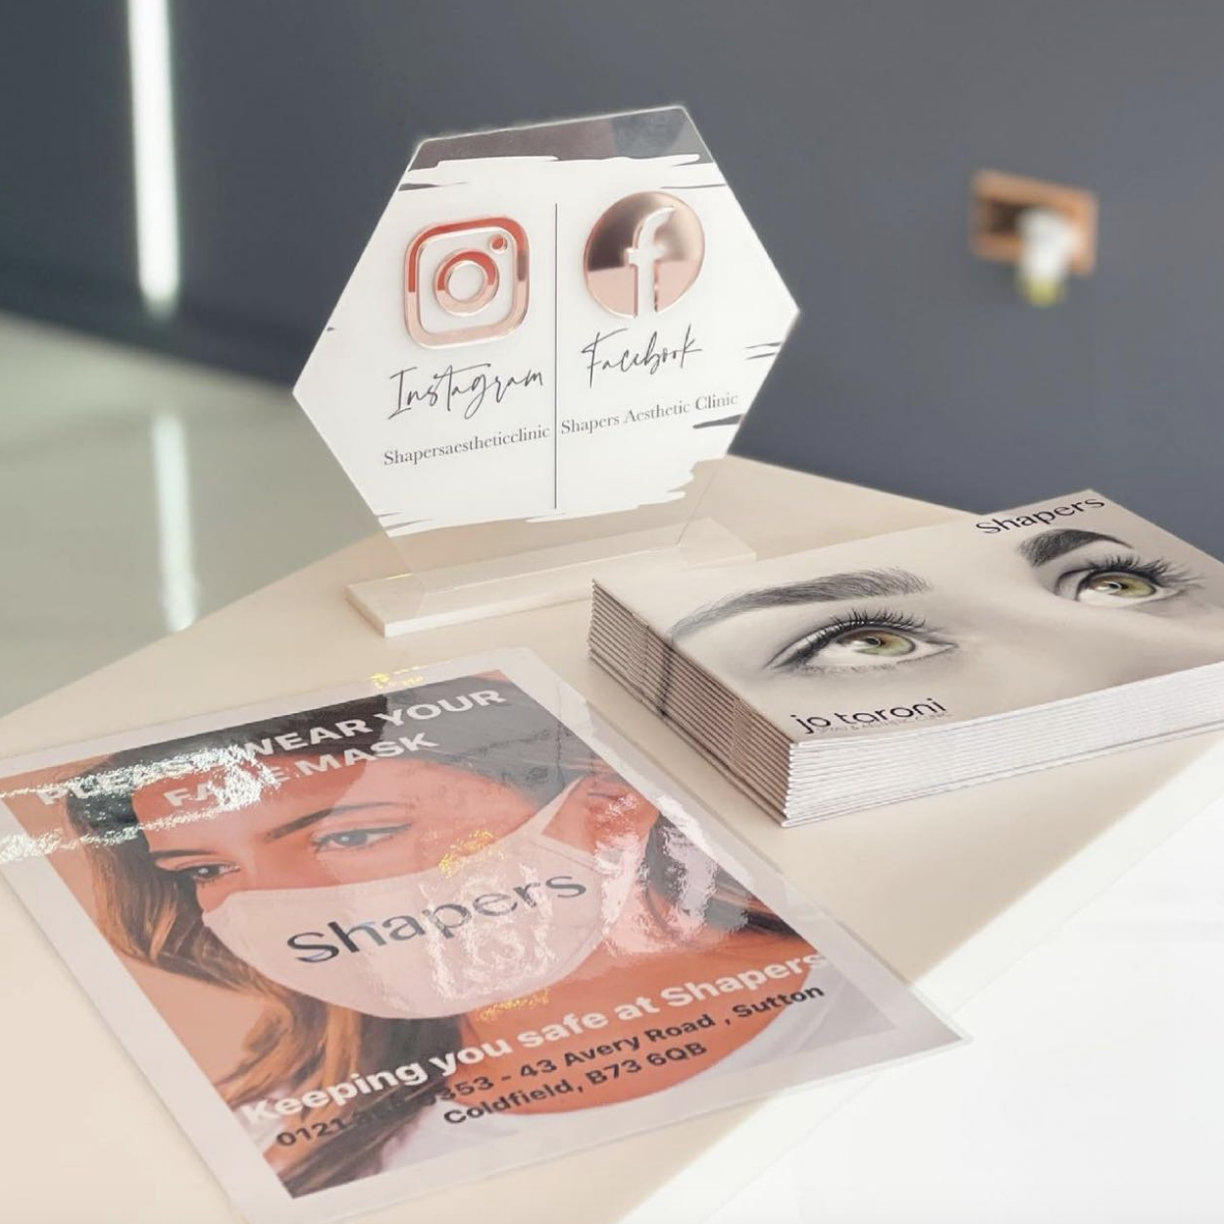 Instagram
Shapersaestheticclinic
Facebook
Shapers Aesthetic Clinic
Shapers
jo taroni
PLEASE WEAR YOUR
FACE MASK
Shapers
Keeping you safe at Shapers
0121 353 - 43 Avery Road , Sutton
Coldfield, B73 6QB